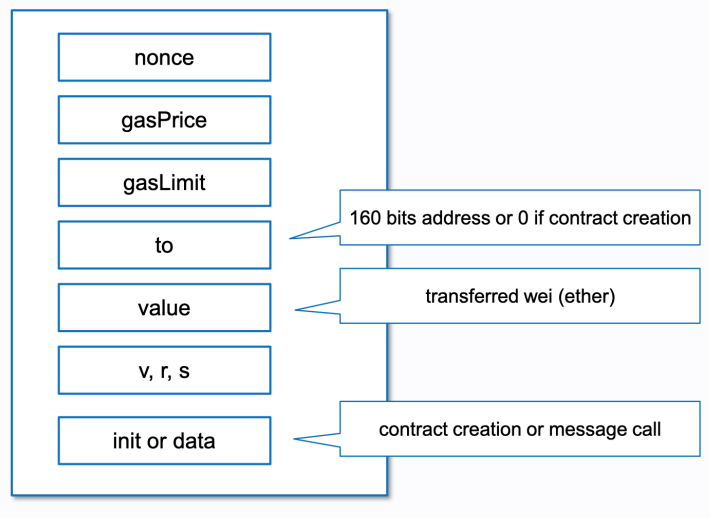 nonce
gasPrice
gasLimit
160 bits address or 0 if contract creation
to
transferred wei (ether)
value
v, r, s
contract creation or message call
init or data